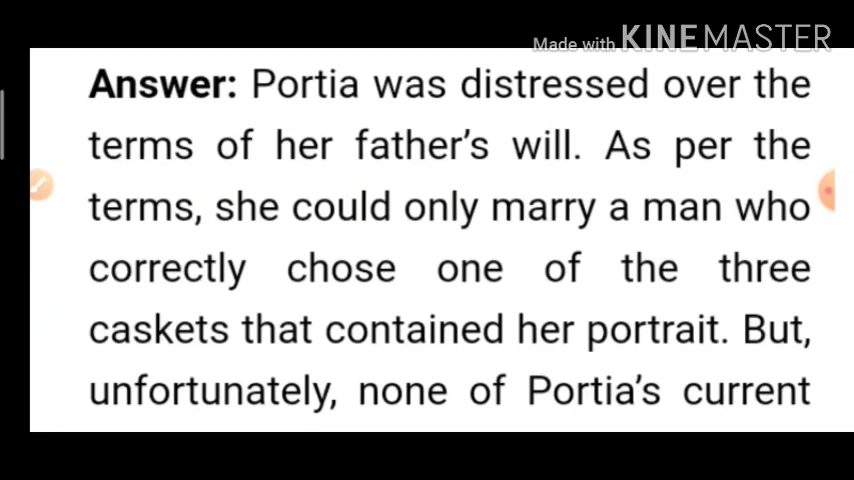 Made with KINEMASTER
Answer: Portia was distressed over the
terms of her father's will. As per the
terms, she could only marry a man who
correctly chose one of the three
caskets that contained her portrait. But,
unfortunately, none of Portia's current